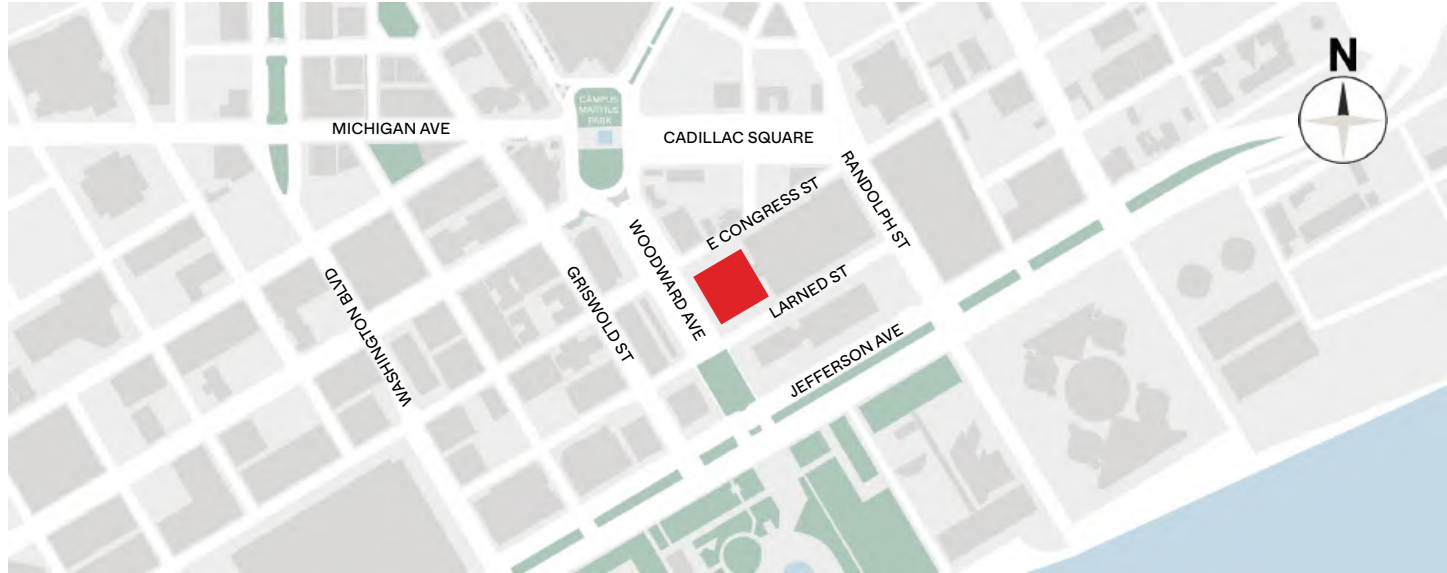 N
CAMPUS
MARTIUS
PARK
MICHIGAN AVE
CADILLAC SQUARE
RANDOLPH ST
E CONGRESS ST
WOODWARD AVE
LARNED ST
GRISWOLD ST
WASHINGTON BLVD
JEFFERSON AVE